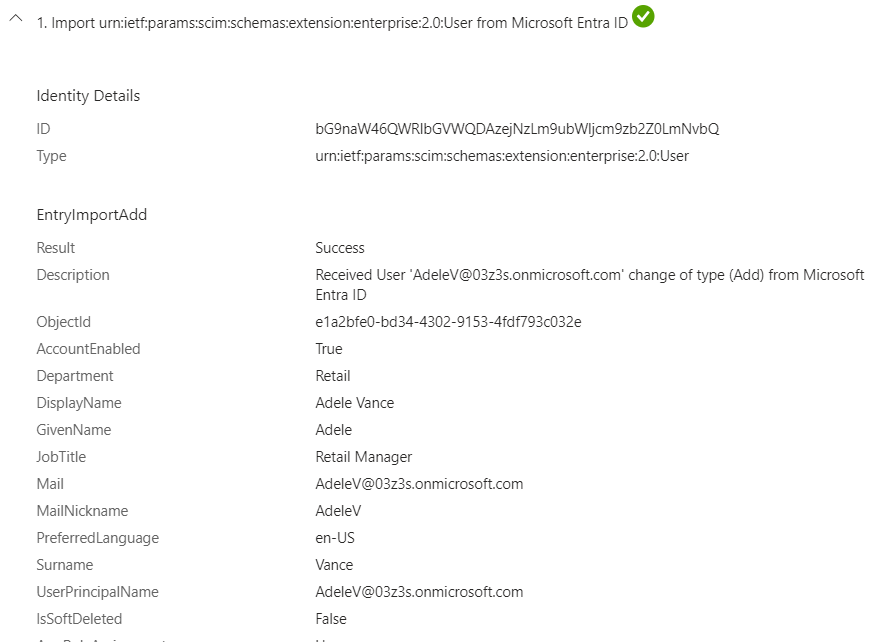 1. Import urn:ietf:params:scim:schemas:extension:enterprise:2.0:User from Microsoft Entra ID
Identity Details
ID bG9naW46QWRlbGVWQDAzejNzLm9ubWljcm9zb2Z0LmNvbQ
Type urn:ietf:params:scim:schemas:extension:enterprise:2.0:User
EntryImportAdd
Result Success
Description Received User 'AdeleV@03z3s.onmicrosoft.com' change of type (Add) from Microsoft
Entra ID
ObjectId e1a2bfe0-bd34-4302-9153-4fdf793c032e
AccountEnabled True
Department Retail
DisplayName Adele Vance
GivenName Adele
JobTitle Retail Manager
Mail AdeleV@03z3s.onmicrosoft.com
MailNickname AdeleV
PreferredLanguage en-US
Surname Vance
UserPrincipalName AdeleV@03z3s.onmicrosoft.com
IsSoftDeleted False